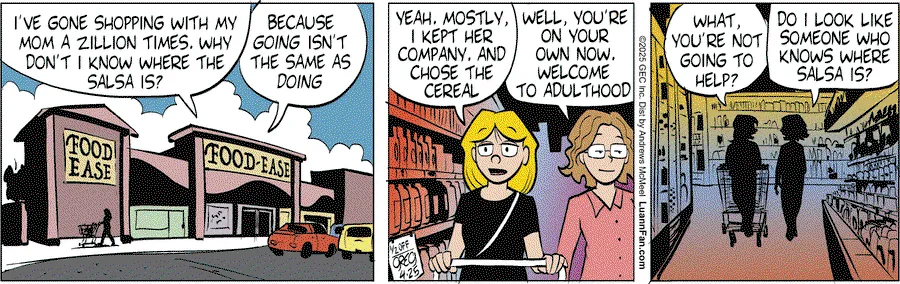 I'VE GONE SHOPPING WITH MY
MOM A ZILLION TIMES. WHY
DON'T I KNOW WHERE THE
SALSA IS?
BECAUSE
GOING ISN'T
THE SAME AS
DOING
FOOD
EASE
FOOD-EASE
YEAH. MOSTLY,
I KEPT HER
COMPANY. AND
CHOSE THE
CEREAL
WELL, YOU'RE
ON YOUR
OWN NOW.
WELCOME
TO ADULTHOOD
1/2 OFF
OREO
4-25
©2025 GEC Inc. Dist by Andrews McMeel LuannFan.com
WHAT,
YOU'RE NOT
GOING TO
HELP?
DO I LOOK LIKE
SOMEONE WHO
KNOWS WHERE
SALSA IS?